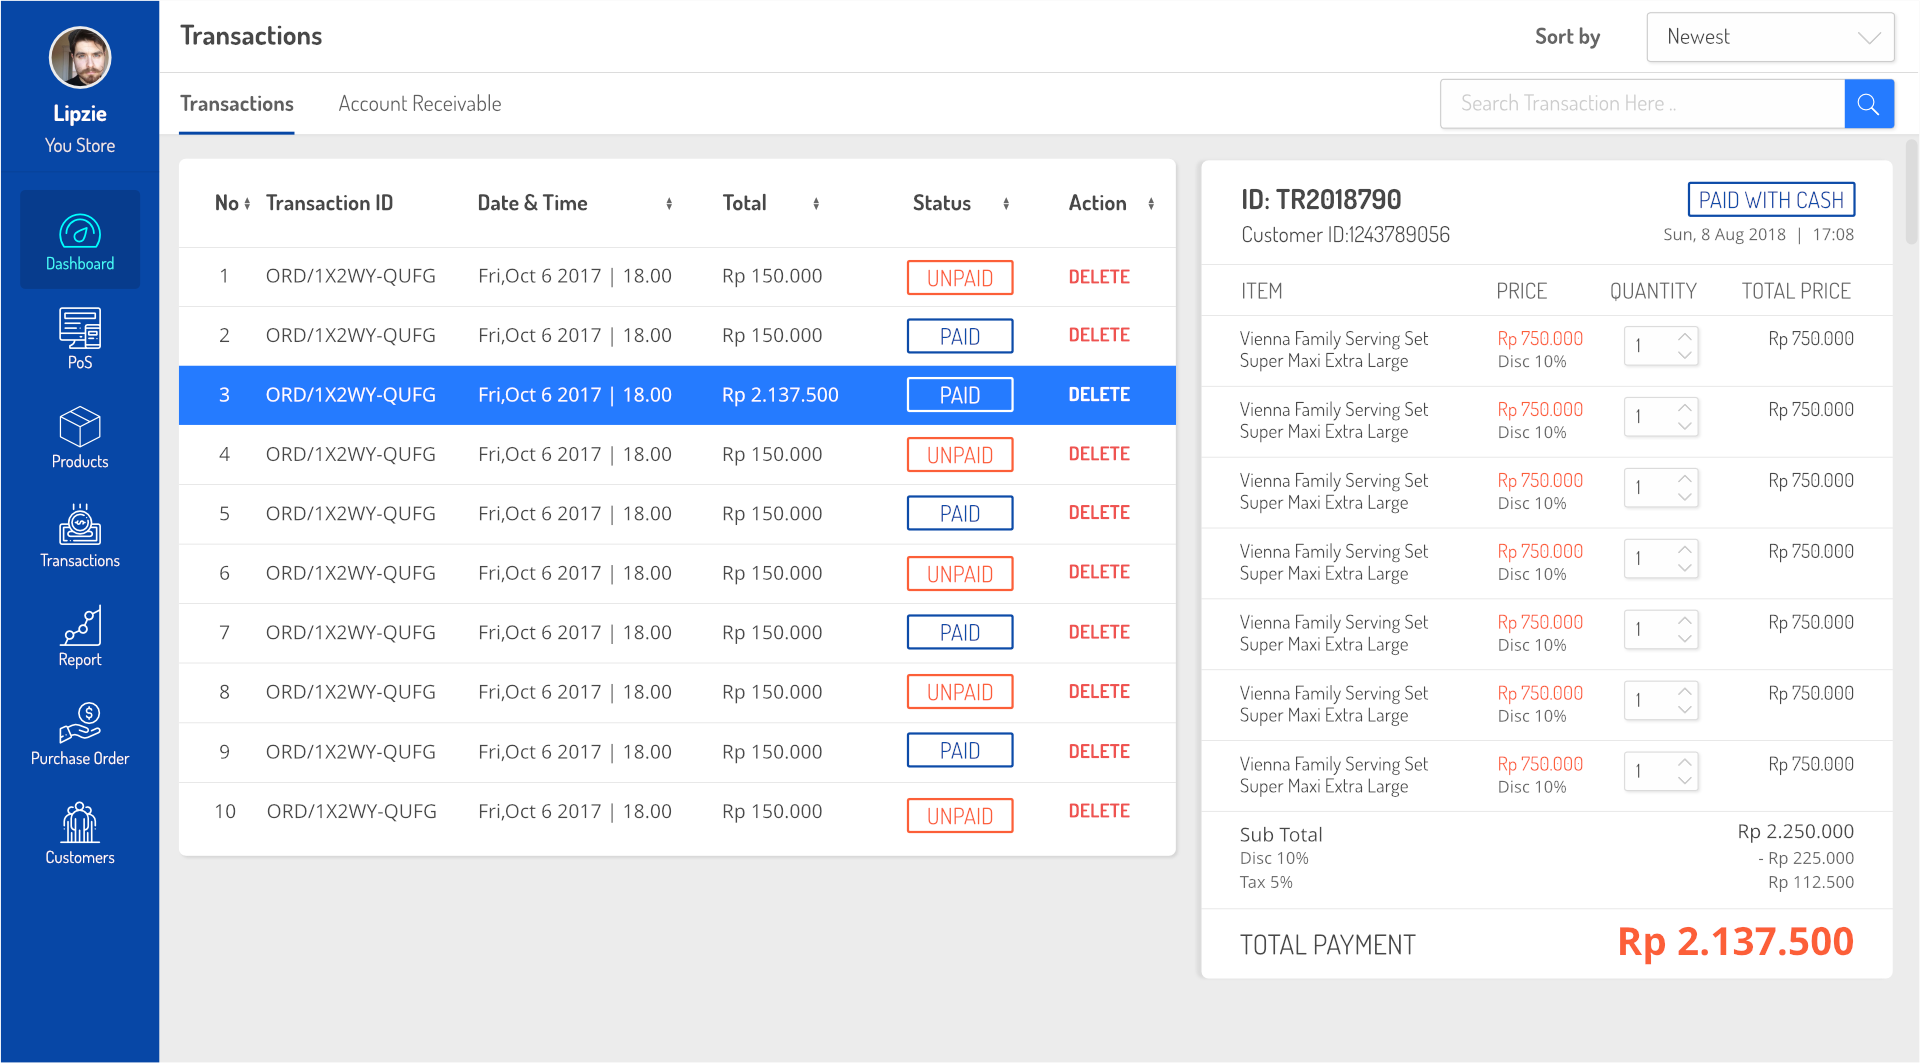 Lipzie
You Store
Dashboard
PoS
Products
Transactions
Report
Purchase Order
Customers
Transactions
Sort by
Newest
Transactions
Account Receivable
Search Transaction Here ..
No Transaction ID Date & Time Total Status Action
1 ORD/1X2WY-QUFG Fri,Oct 6 2017 | 18.00 Rp 150.000 UNPAID DELETE
2 ORD/1X2WY-QUFG Fri,Oct 6 2017 | 18.00 Rp 150.000 PAID DELETE
3 ORD/1X2WY-QUFG Fri,Oct 6 2017 | 18.00 Rp 2.137.500 PAID DELETE
4 ORD/1X2WY-QUFG Fri,Oct 6 2017 | 18.00 Rp 150.000 UNPAID DELETE
5 ORD/1X2WY-QUFG Fri,Oct 6 2017 | 18.00 Rp 150.000 PAID DELETE
6 ORD/1X2WY-QUFG Fri,Oct 6 2017 | 18.00 Rp 150.000 UNPAID DELETE
7 ORD/1X2WY-QUFG Fri,Oct 6 2017 | 18.00 Rp 150.000 PAID DELETE
8 ORD/1X2WY-QUFG Fri,Oct 6 2017 | 18.00 Rp 150.000 UNPAID DELETE
9 ORD/1X2WY-QUFG Fri,Oct 6 2017 | 18.00 Rp 150.000 PAID DELETE
10 ORD/1X2WY-QUFG Fri,Oct 6 2017 | 18.00 Rp 150.000 UNPAID DELETE
ID: TR2018790 PAID WITH CASH
Customer ID:1243789056 Sun, 8 Aug 2018 | 17:08
ITEM PRICE QUANTITY TOTAL PRICE
Vienna Family Serving Set Rp 750.000 1 Rp 750.000
Super Maxi Extra Large Disc 10%
Vienna Family Serving Set Rp 750.000 1 Rp 750.000
Super Maxi Extra Large Disc 10%
Vienna Family Serving Set Rp 750.000 1 Rp 750.000
Super Maxi Extra Large Disc 10%
Vienna Family Serving Set Rp 750.000 1 Rp 750.000
Super Maxi Extra Large Disc 10%
Vienna Family Serving Set Rp 750.000 1 Rp 750.000
Super Maxi Extra Large Disc 10%
Vienna Family Serving Set Rp 750.000 1 Rp 750.000
Super Maxi Extra Large Disc 10%
Vienna Family Serving Set Rp 750.000 1 Rp 750.000
Super Maxi Extra Large Disc 10%
Sub Total Rp 2.250.000
Disc 10% - Rp 225.000
Tax 5% Rp 112.500
TOTAL PAYMENT Rp 2.137.500